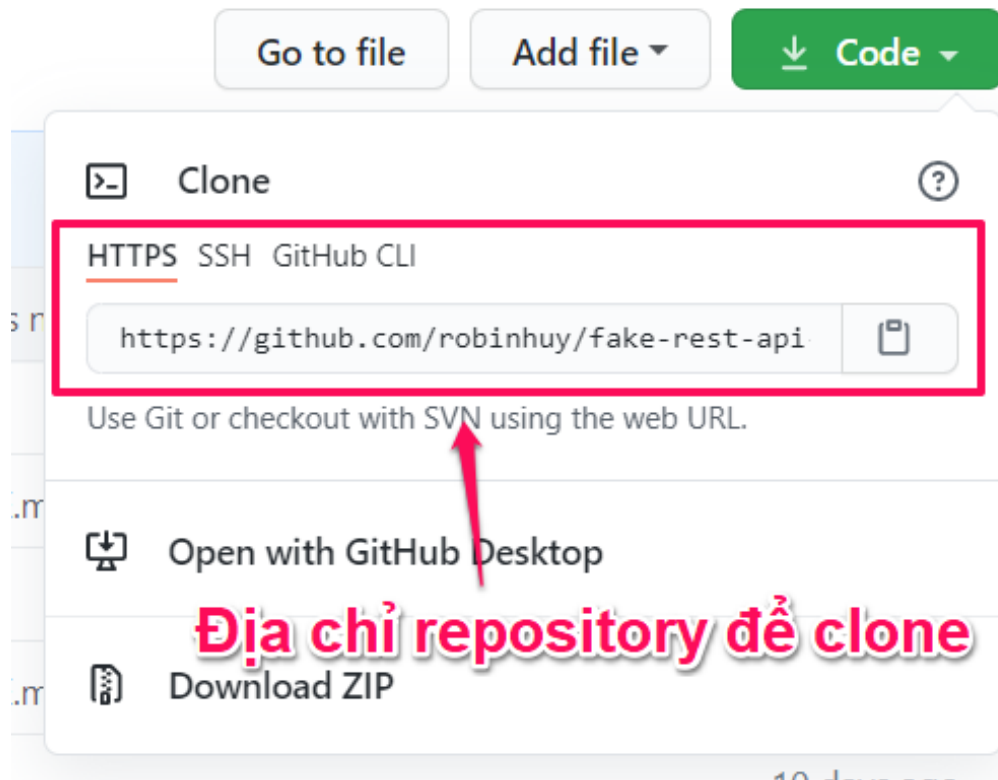 Go to file Add file Code
Clone
HTTPS SSH GitHub CLI
https://github.com/robinhuy/fake-rest-api-
Use Git or checkout with SVN using the web URL.
.m
Open with GitHub Desktop
Địa chỉ repository để clone
Download ZIP
.m